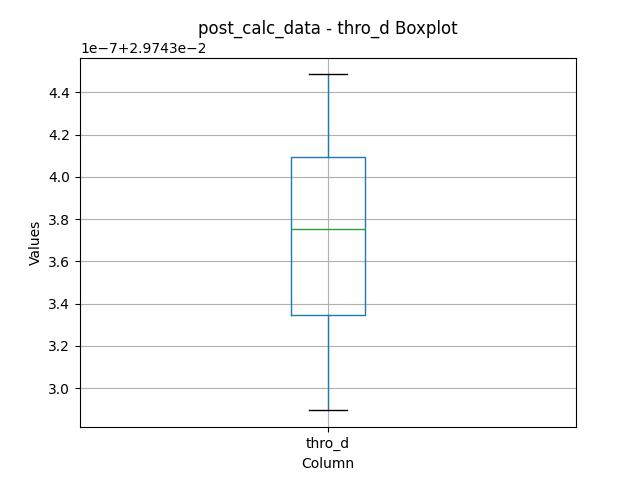 post_calc_data - thro_d Boxplot
1e−7+2.9743e−2
4.4
4.2
4.0
3.8
3.6
3.4
3.2
3.0
Values
thro_d
Column